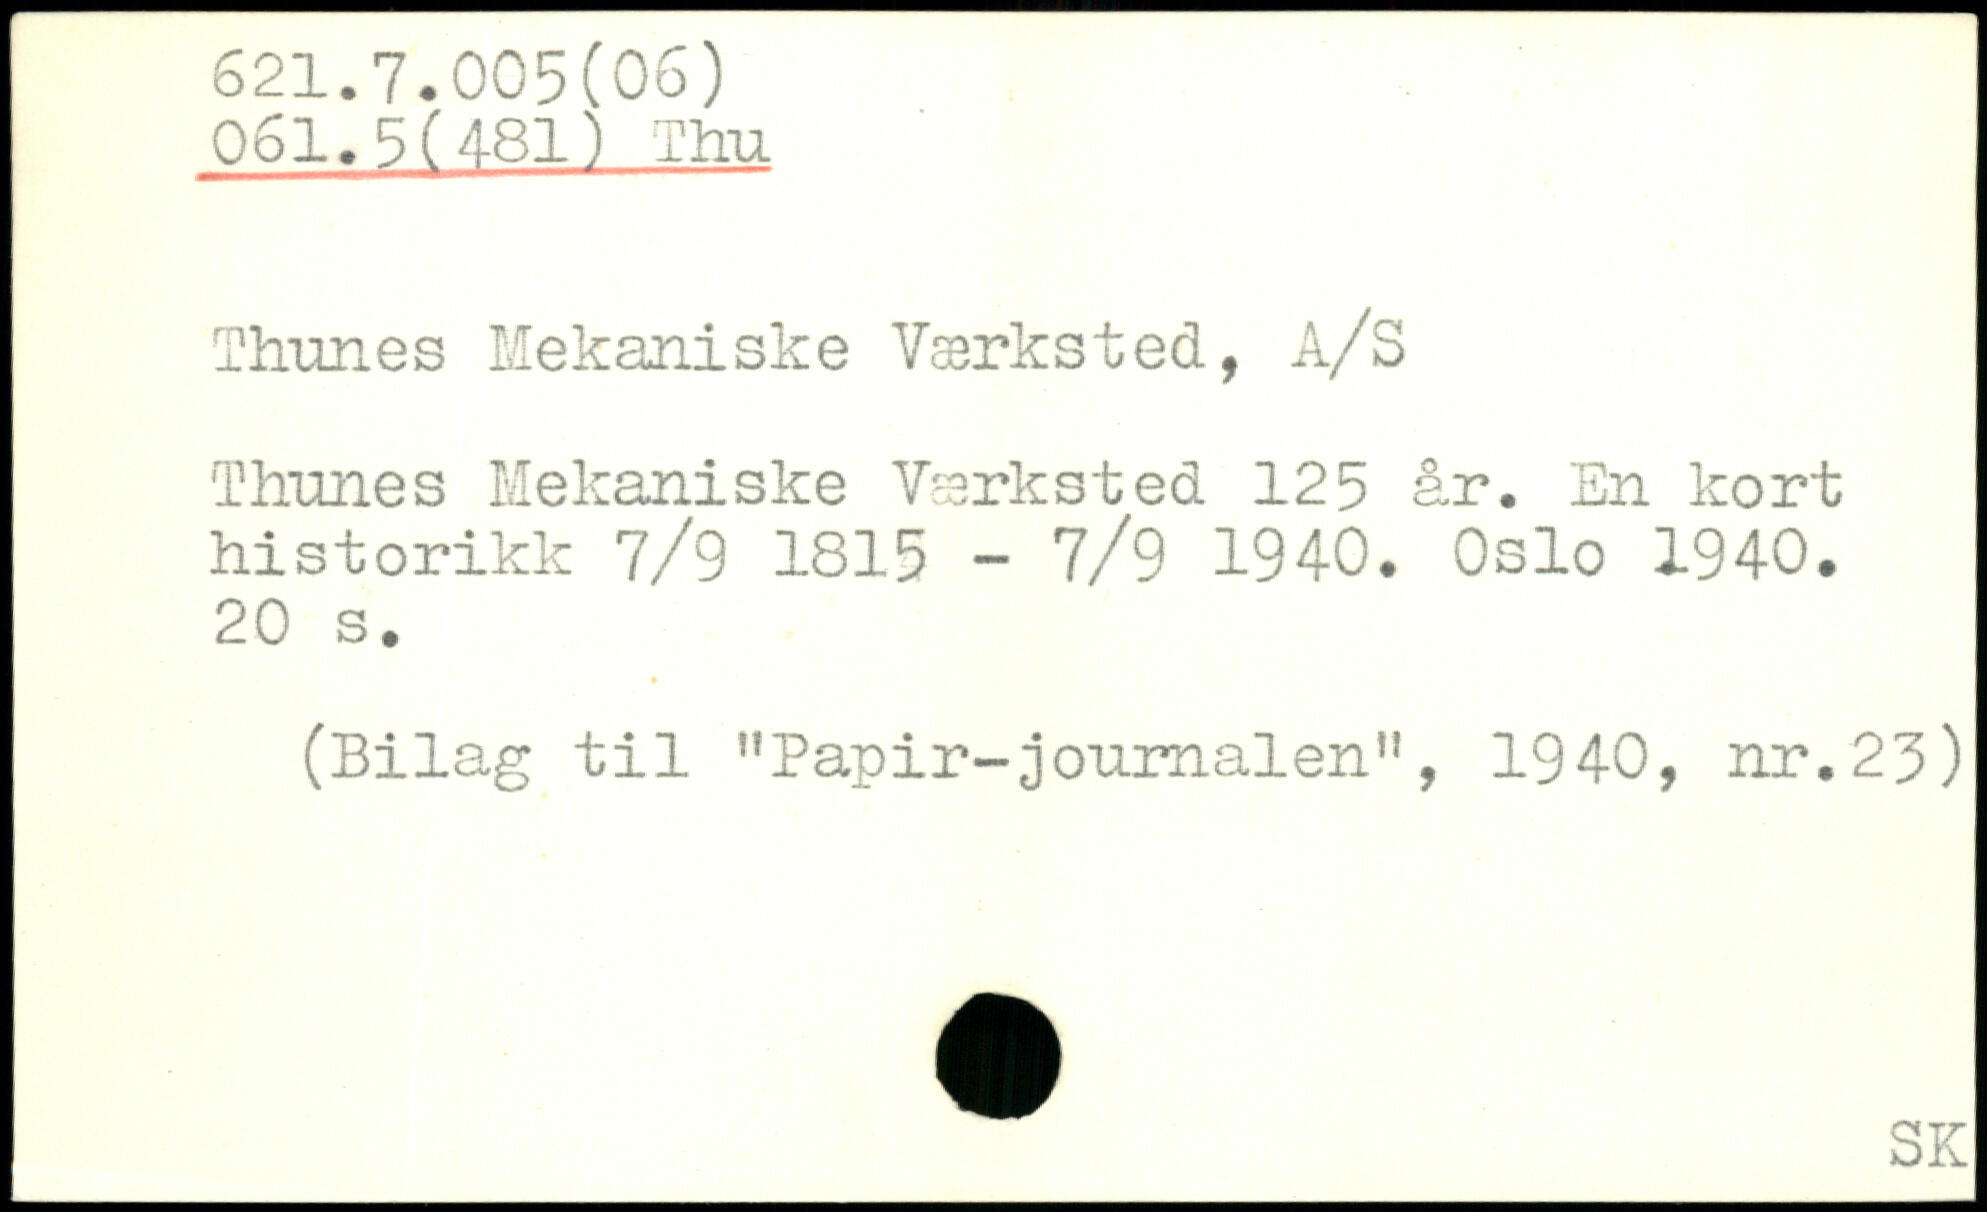 621.7.005(06)
061.5(481) Thu
Thunes Mekaniske Værksted, A/S
Thunes Mekaniske Værksted 125 år. En kort
historikk 7/9 1815 - 7/9 1940. Oslo 1940.
20 s.
(Bilag til "Papir-journalen", 1940, nr.23)
SK